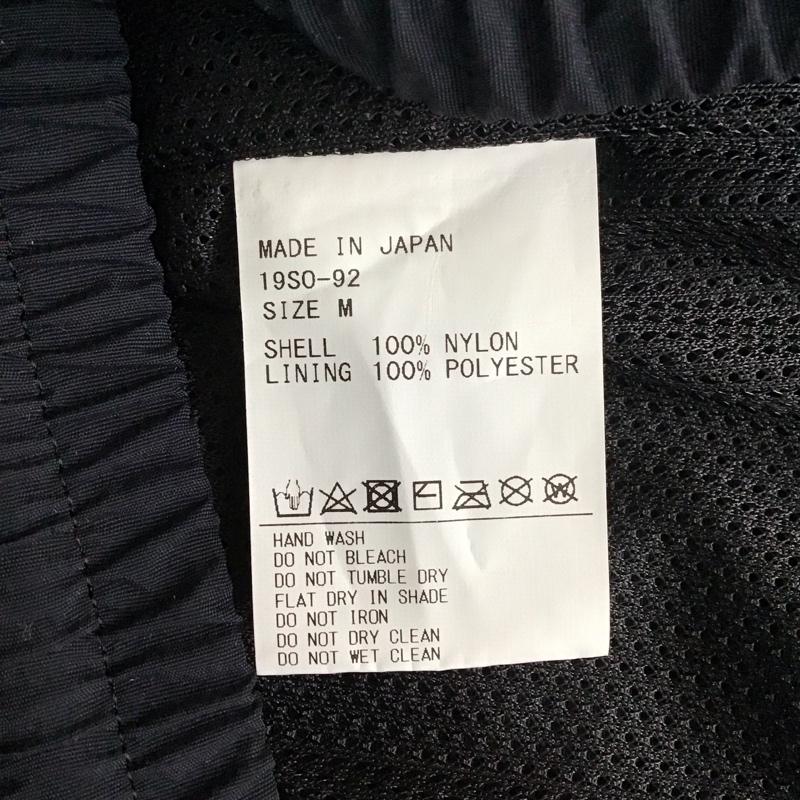 MADE IN JAPAN
19SO-92
SIZE M
SHELL 100% NYLON
LINING 100% POLYESTER
W
HAND WASH
DO NOT BLEACH
DO NOT TUMBLE DRY
FLAT DRY IN SHADE
DO NOT IRON
DO NOT DRY CLEAN
DO NOT WET CLEAN